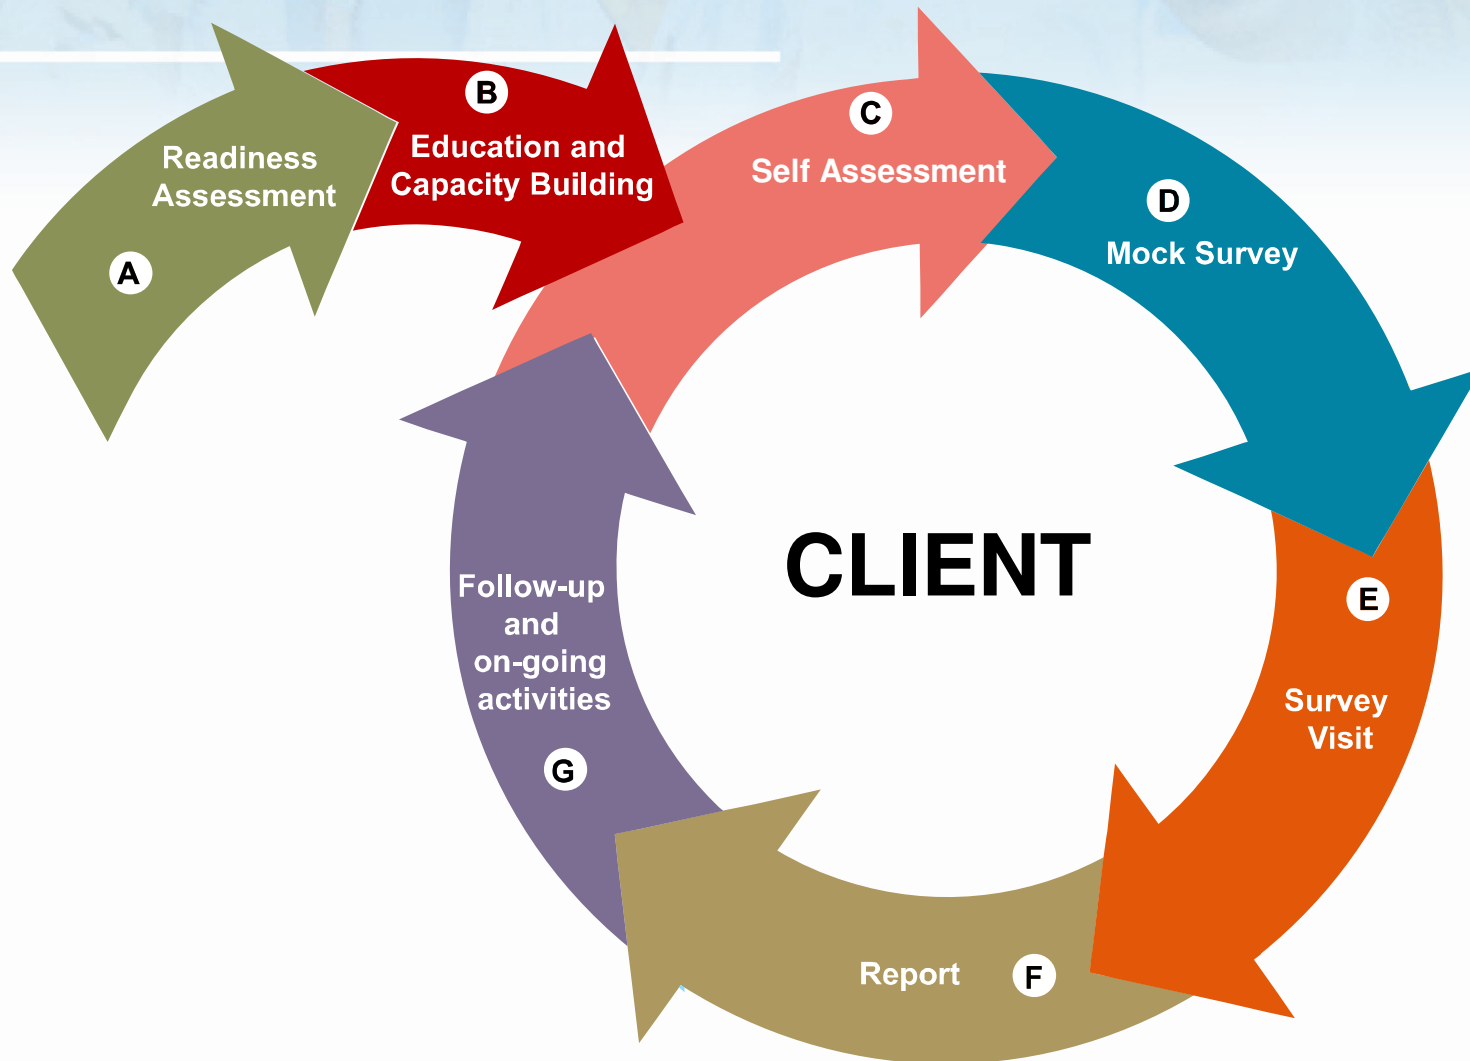 A
Readiness
Assessment
B
Education and
Capacity Building
C
Self Assessment
D
Mock Survey
E
Survey
Visit
Report
F
Follow-up
and
on-going
activities
G
CLIENT